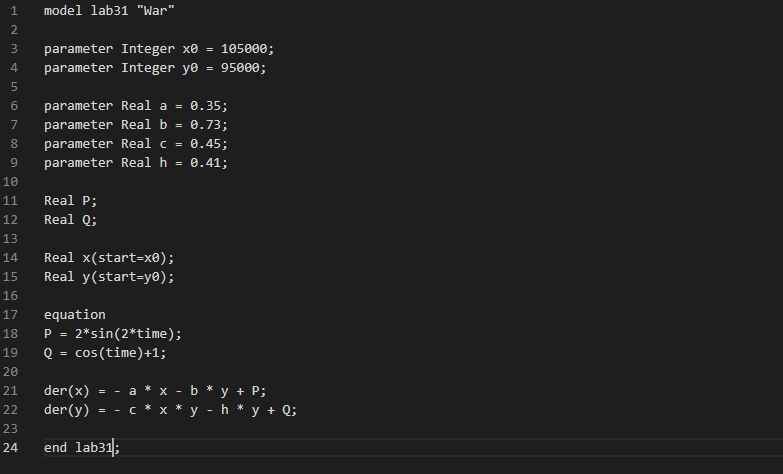 1 model lab31 "War"
2
3 parameter Integer x0 = 105000;
4 parameter Integer y0 = 95000;
5
6 parameter Real a = 0.35;
7 parameter Real b = 0.73;
8 parameter Real c = 0.45;
9 parameter Real h = 0.41;
10
11 Real P;
12 Real Q;
13
14 Real x(start=x0);
15 Real y(start=y0);
16
17 equation
18 P = 2*sin(2*time);
19 Q = cos(time)+1;
20
21 der(x) = - a * x - b * y + P;
22 der(y) = - c * x * y - h * y + Q;
23
24 end lab31;